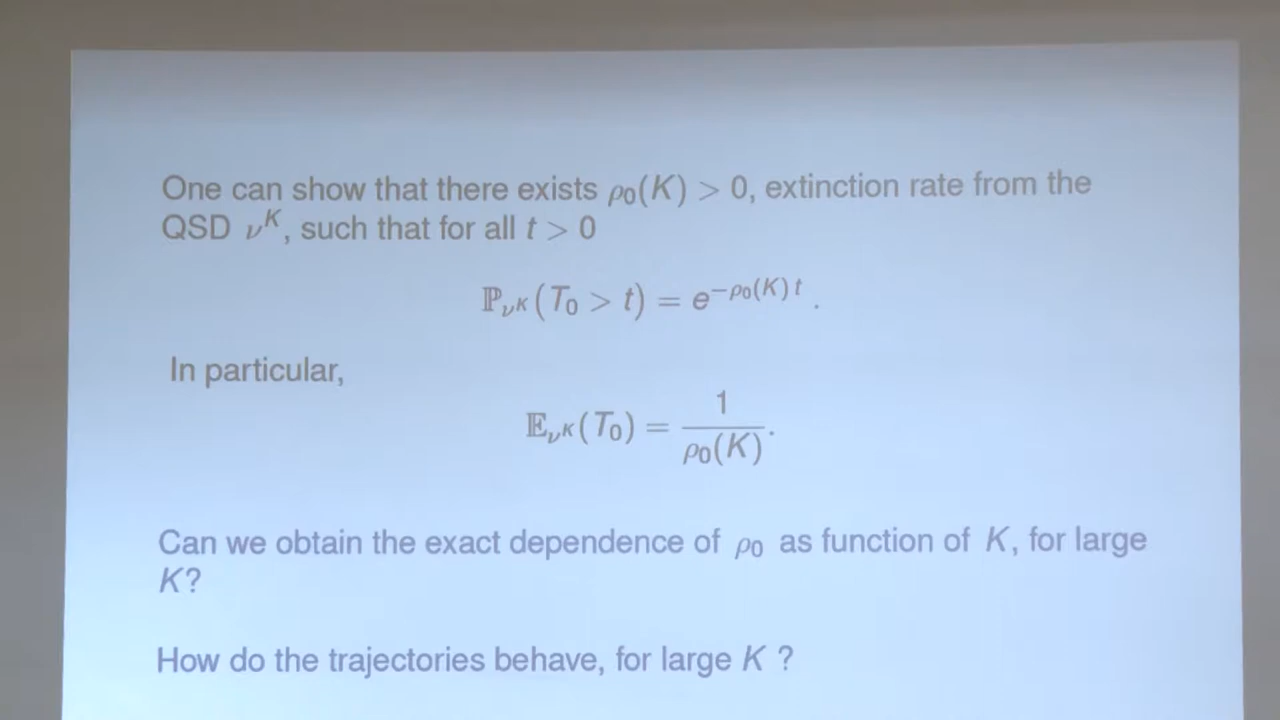 One can show that there exists ρ₀(K) > 0, extinction rate from the
QSD ν^K, such that for all t > 0
ℙ_{ν^K}(T₀ > t) = e^{−ρ₀(K) t} .
In particular,
𝔼_{ν^K}(T₀) = 1/ρ₀(K).
Can we obtain the exact dependence of ρ₀ as function of K, for large
K?
How do the trajectories behave, for large K ?